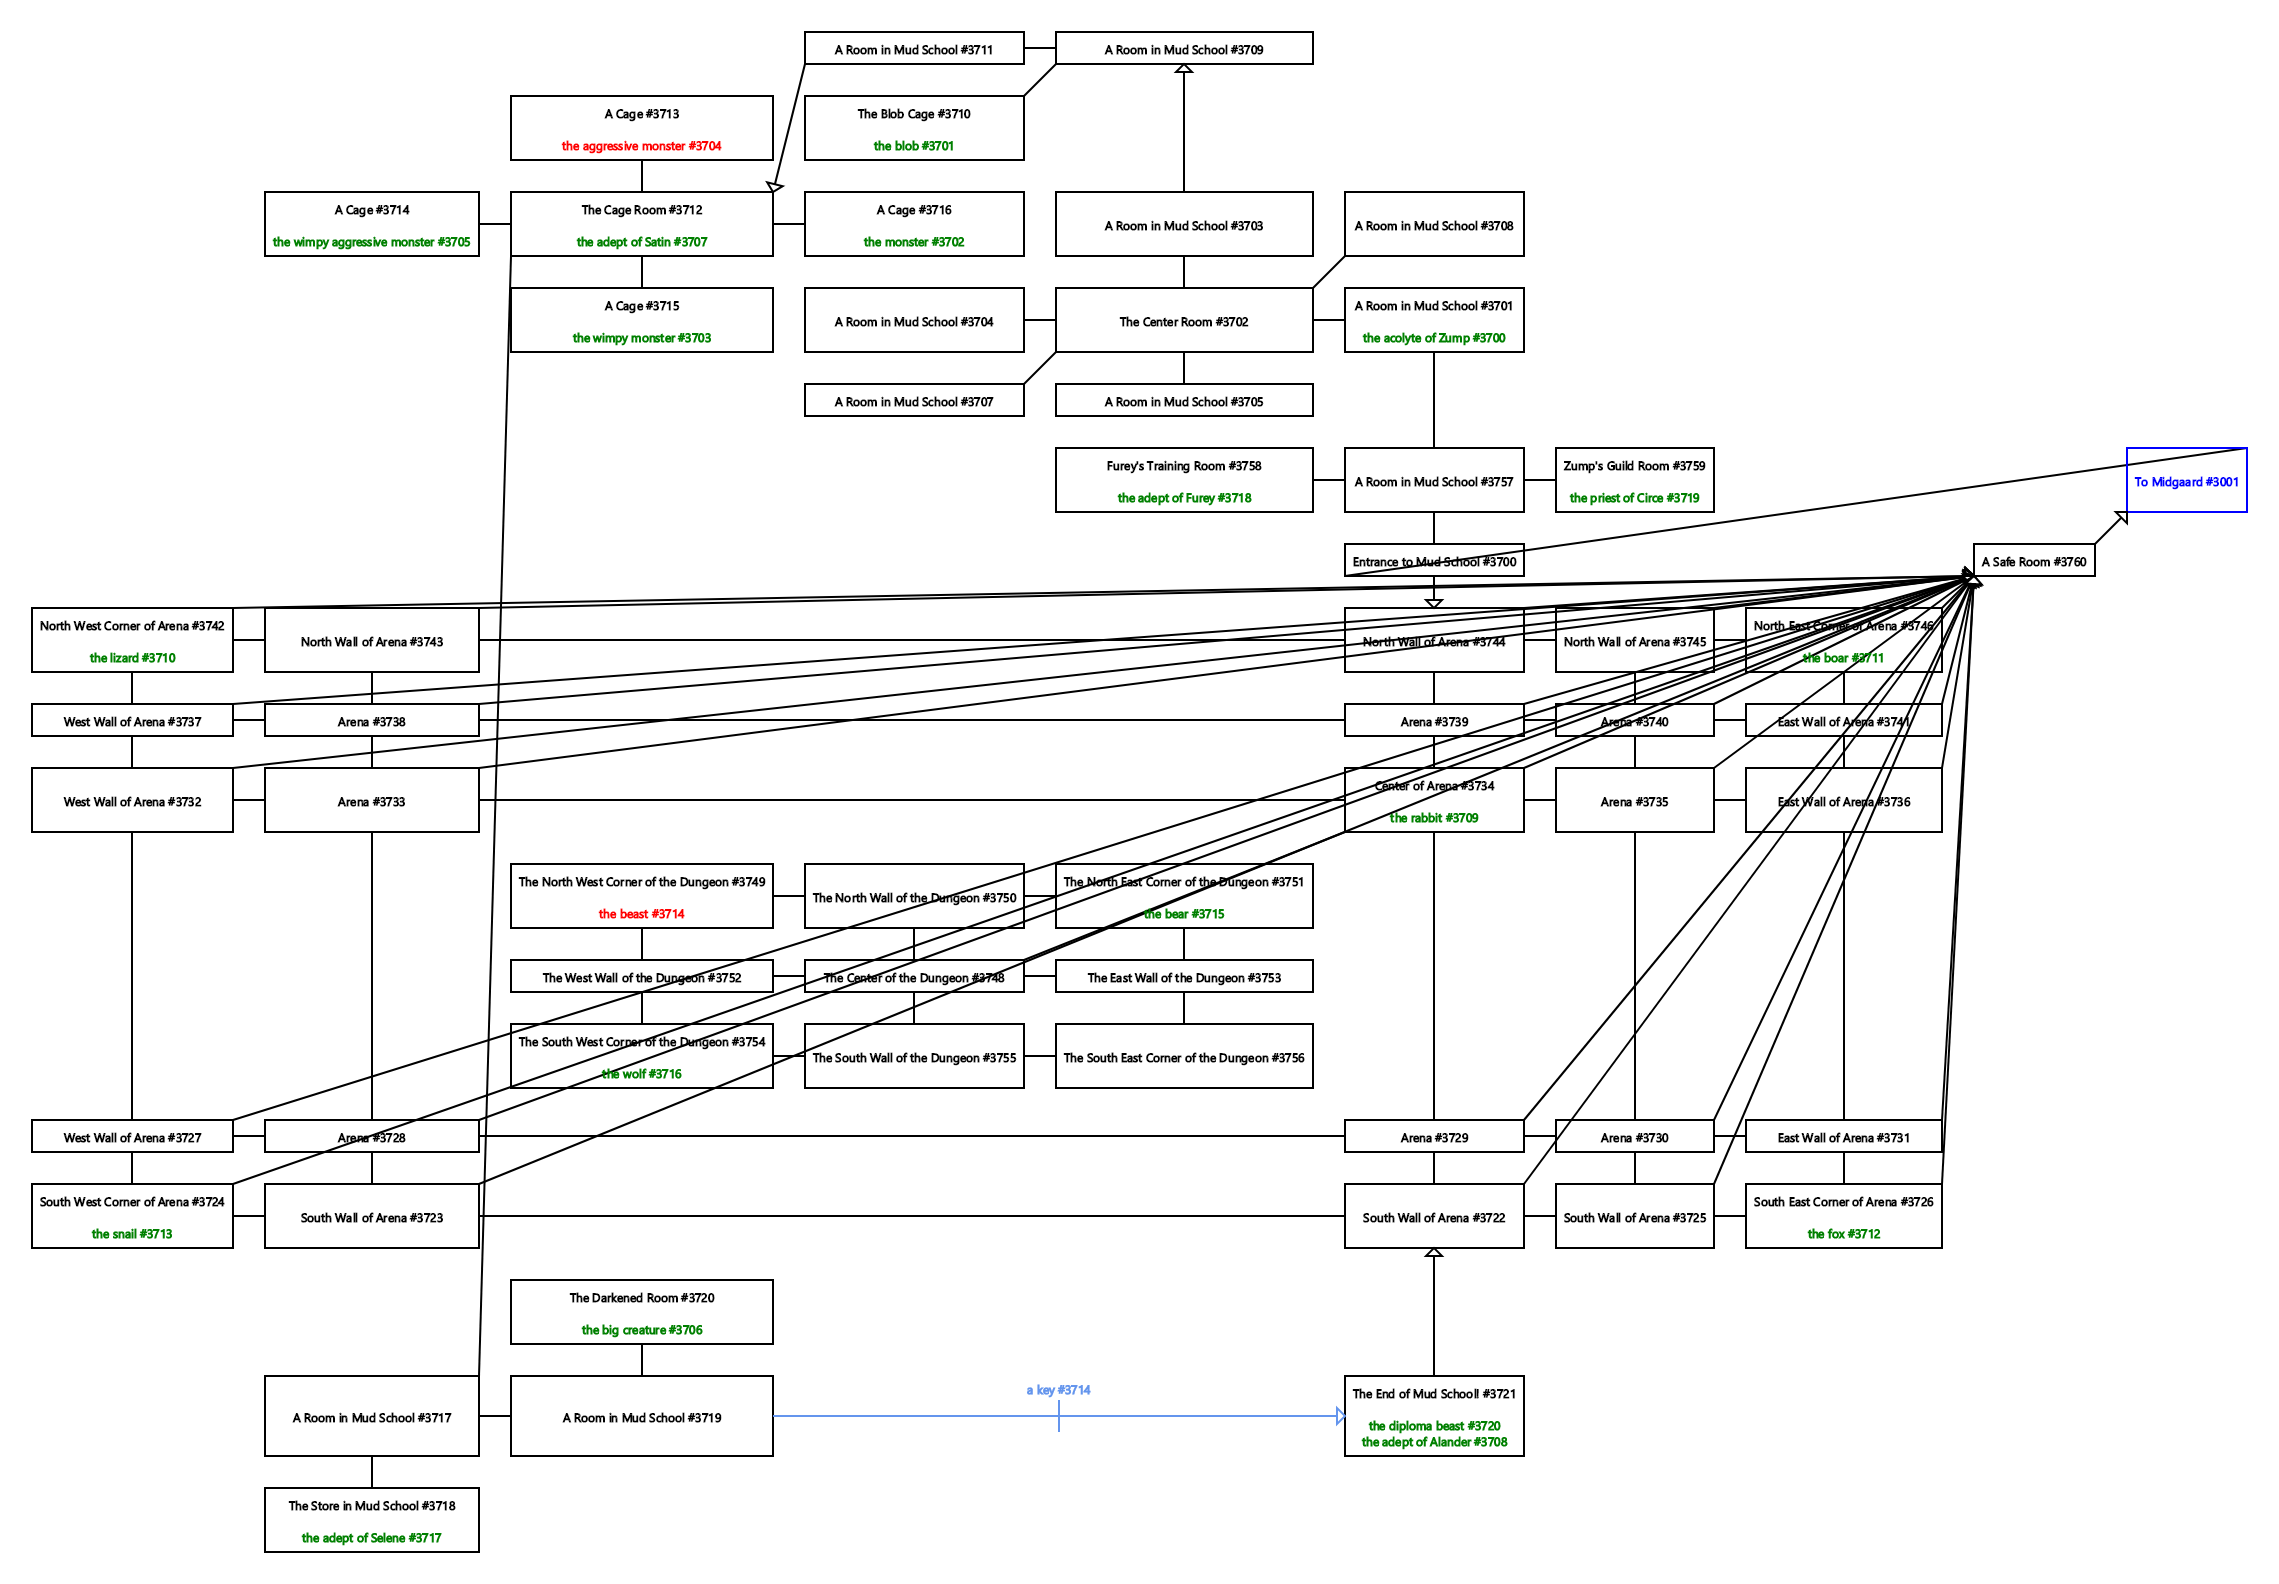 A Room in Mud School #3711
A Room in Mud School #3709
A Cage #3713
the aggressive monster #3704
The Blob Cage #3710
the blob #3701
A Cage #3714
the wimpy aggressive monster #3705
The Cage Room #3712
the adept of Satin #3707
A Cage #3716
the monster #3702
A Room in Mud School #3703
A Room in Mud School #3708
A Cage #3715
the wimpy monster #3703
A Room in Mud School #3704
The Center Room #3702
A Room in Mud School #3701
the acolyte of Zump #3700
A Room in Mud School #3707
A Room in Mud School #3705
Furey's Training Room #3758
the adept of Furey #3718
A Room in Mud School #3757
Zump's Guild Room #3759
the priest of Circe #3719
To Midgaard #3001
Entrance to Mud School #3700
A Safe Room #3760
North West Corner of Arena #3742
the lizard #3710
North Wall of Arena #3743
North Wall of Arena #3744
North Wall of Arena #3745
North East Corner of Arena #3746
the boar #3711
West Wall of Arena #3737
Arena #3738
Arena #3739
Arena #3740
East Wall of Arena #3741
West Wall of Arena #3732
Arena #3733
Center of Arena #3734
the rabbit #3709
Arena #3735
East Wall of Arena #3736
The North West Corner of the Dungeon #3749
the beast #3714
The North Wall of the Dungeon #3750
The North East Corner of the Dungeon #3751
the bear #3715
The West Wall of the Dungeon #3752
The Center of the Dungeon #3748
The East Wall of the Dungeon #3753
The South West Corner of the Dungeon #3754
the wolf #3716
The South Wall of the Dungeon #3755
The South East Corner of the Dungeon #3756
West Wall of Arena #3727
Arena #3728
Arena #3729
Arena #3730
East Wall of Arena #3731
South West Corner of Arena #3724
the snail #3713
South Wall of Arena #3723
South Wall of Arena #3722
South Wall of Arena #3725
South East Corner of Arena #3726
the fox #3712
The Darkened Room #3720
the big creature #3706
A Room in Mud School #3717
A Room in Mud School #3719
a key #3714
The End of Mud School! #3721
the diploma beast #3720
the adept of Alander #3708
The Store in Mud School #3718
the adept of Selene #3717